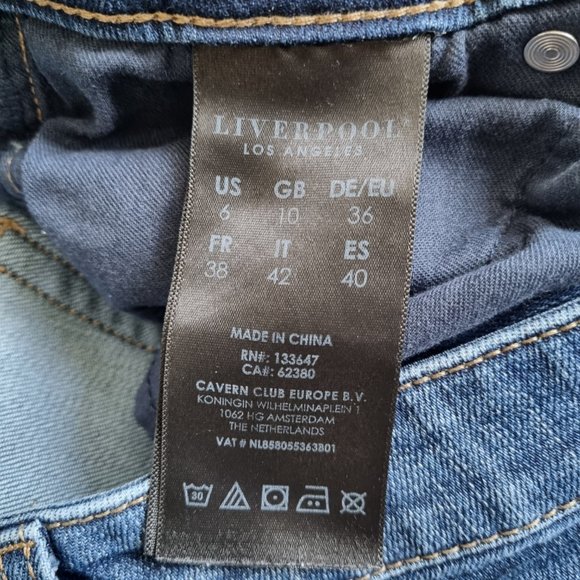 LIVERPOOL®
LOS ANGELES
US GB DE/EU
6 10 36
FR IT ES
38 42 40
MADE IN CHINA
RN#: 133647
CA#: 62380
CAVERN CLUB EUROPE B.V.
KONINGIN WILHELMINAPLEIN 1
1062 HG AMSTERDAM
THE NETHERLANDS
VAT # NL858055363B01
30